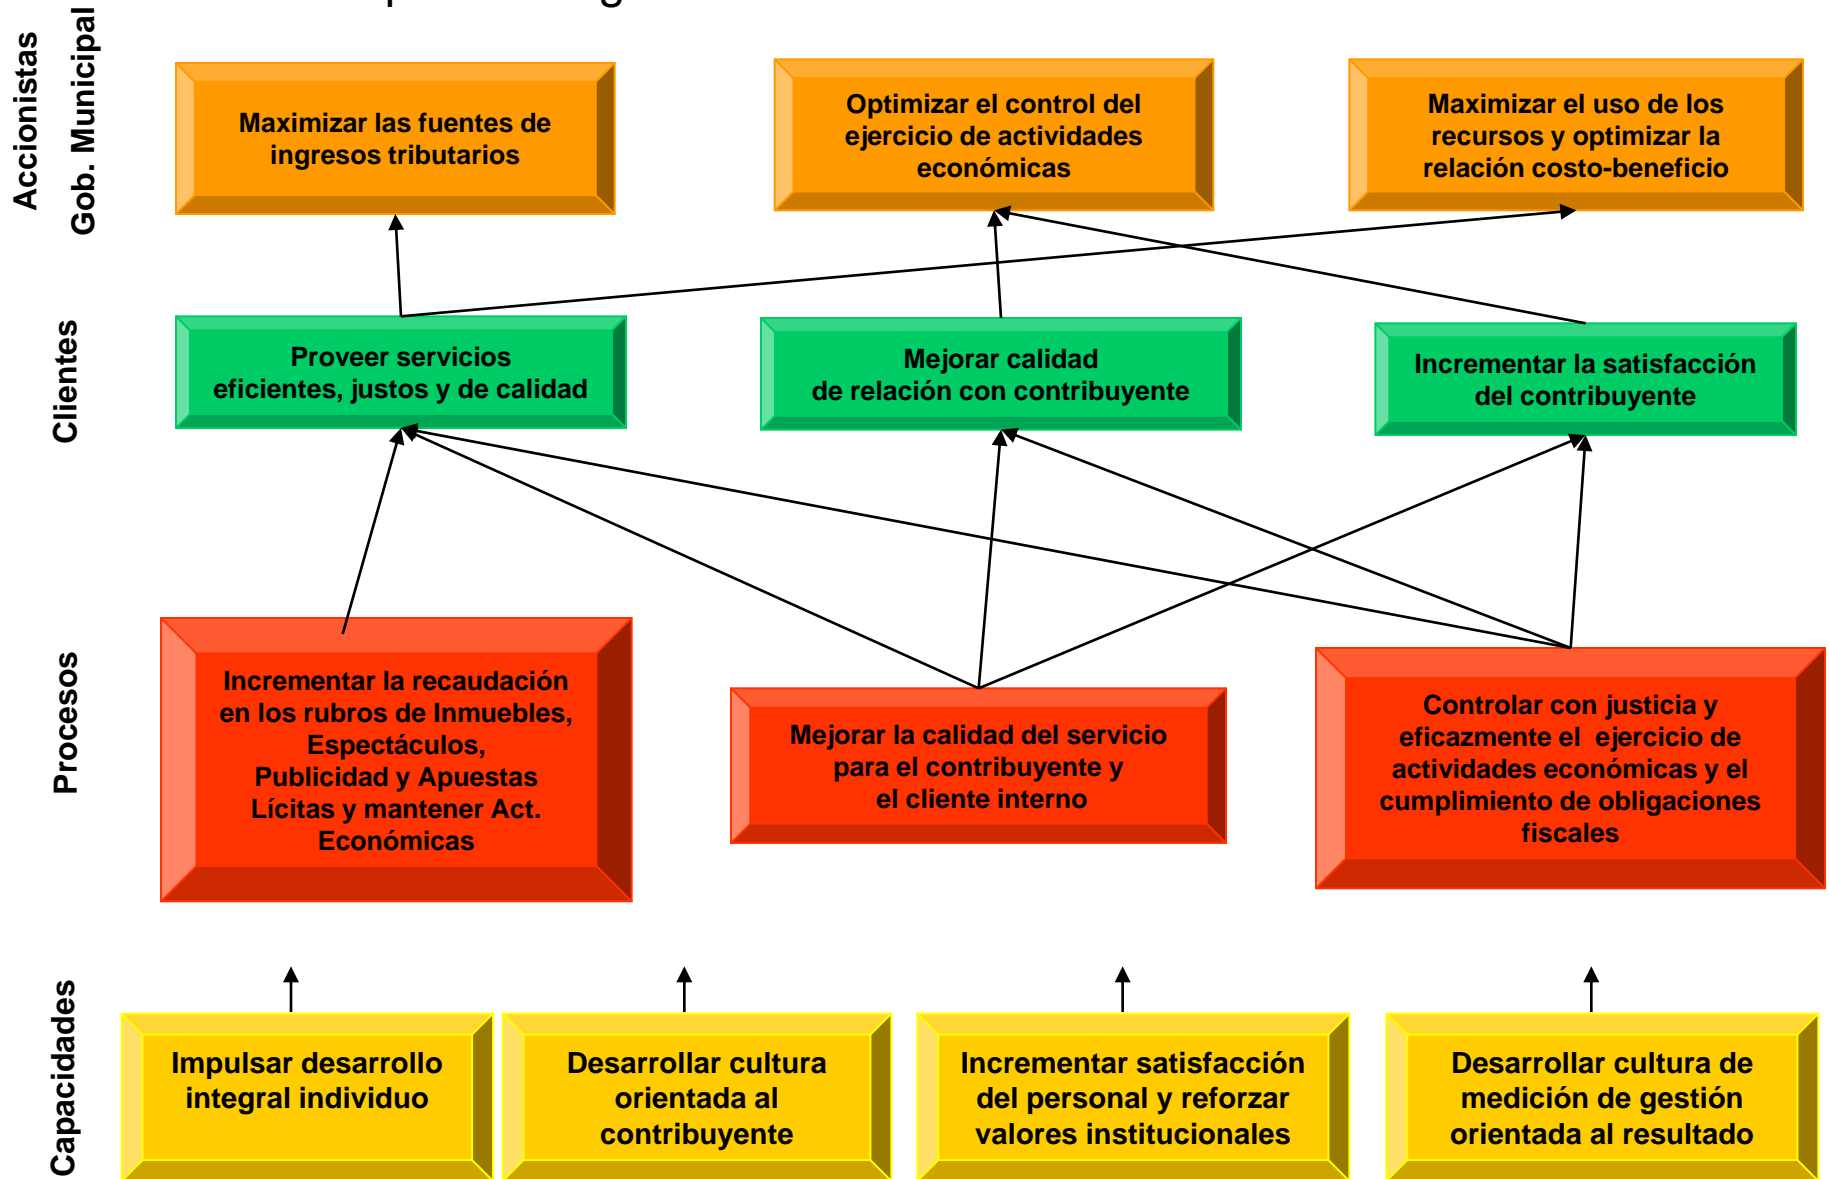 Accionistas
Gob. Municipal
Maximizar las fuentes de
ingresos tributarios
Optimizar el control del
ejercicio de actividades
económicas
Maximizar el uso de los
recursos y optimizar la
relación costo-beneficio
Clientes
Proveer servicios
eficientes, justos y de calidad
Mejorar calidad
de relación con contribuyente
Incrementar la satisfacción
del contribuyente
Procesos
Incrementar la recaudación
en los rubros de Inmuebles,
Espectáculos,
Publicidad y Apuestas
Lícitas y mantener Act.
Económicas
Mejorar la calidad del servicio
para el contribuyente y
el cliente interno
Controlar con justicia y
eficazmente el  ejercicio de
actividades económicas y el
cumplimiento de obligaciones
fiscales
Capacidades
Impulsar desarrollo
integral individuo
Desarrollar cultura
orientada al
contribuyente
Incrementar satisfacción
del personal y reforzar
valores institucionales
Desarrollar cultura de
medición de gestión
orientada al resultado